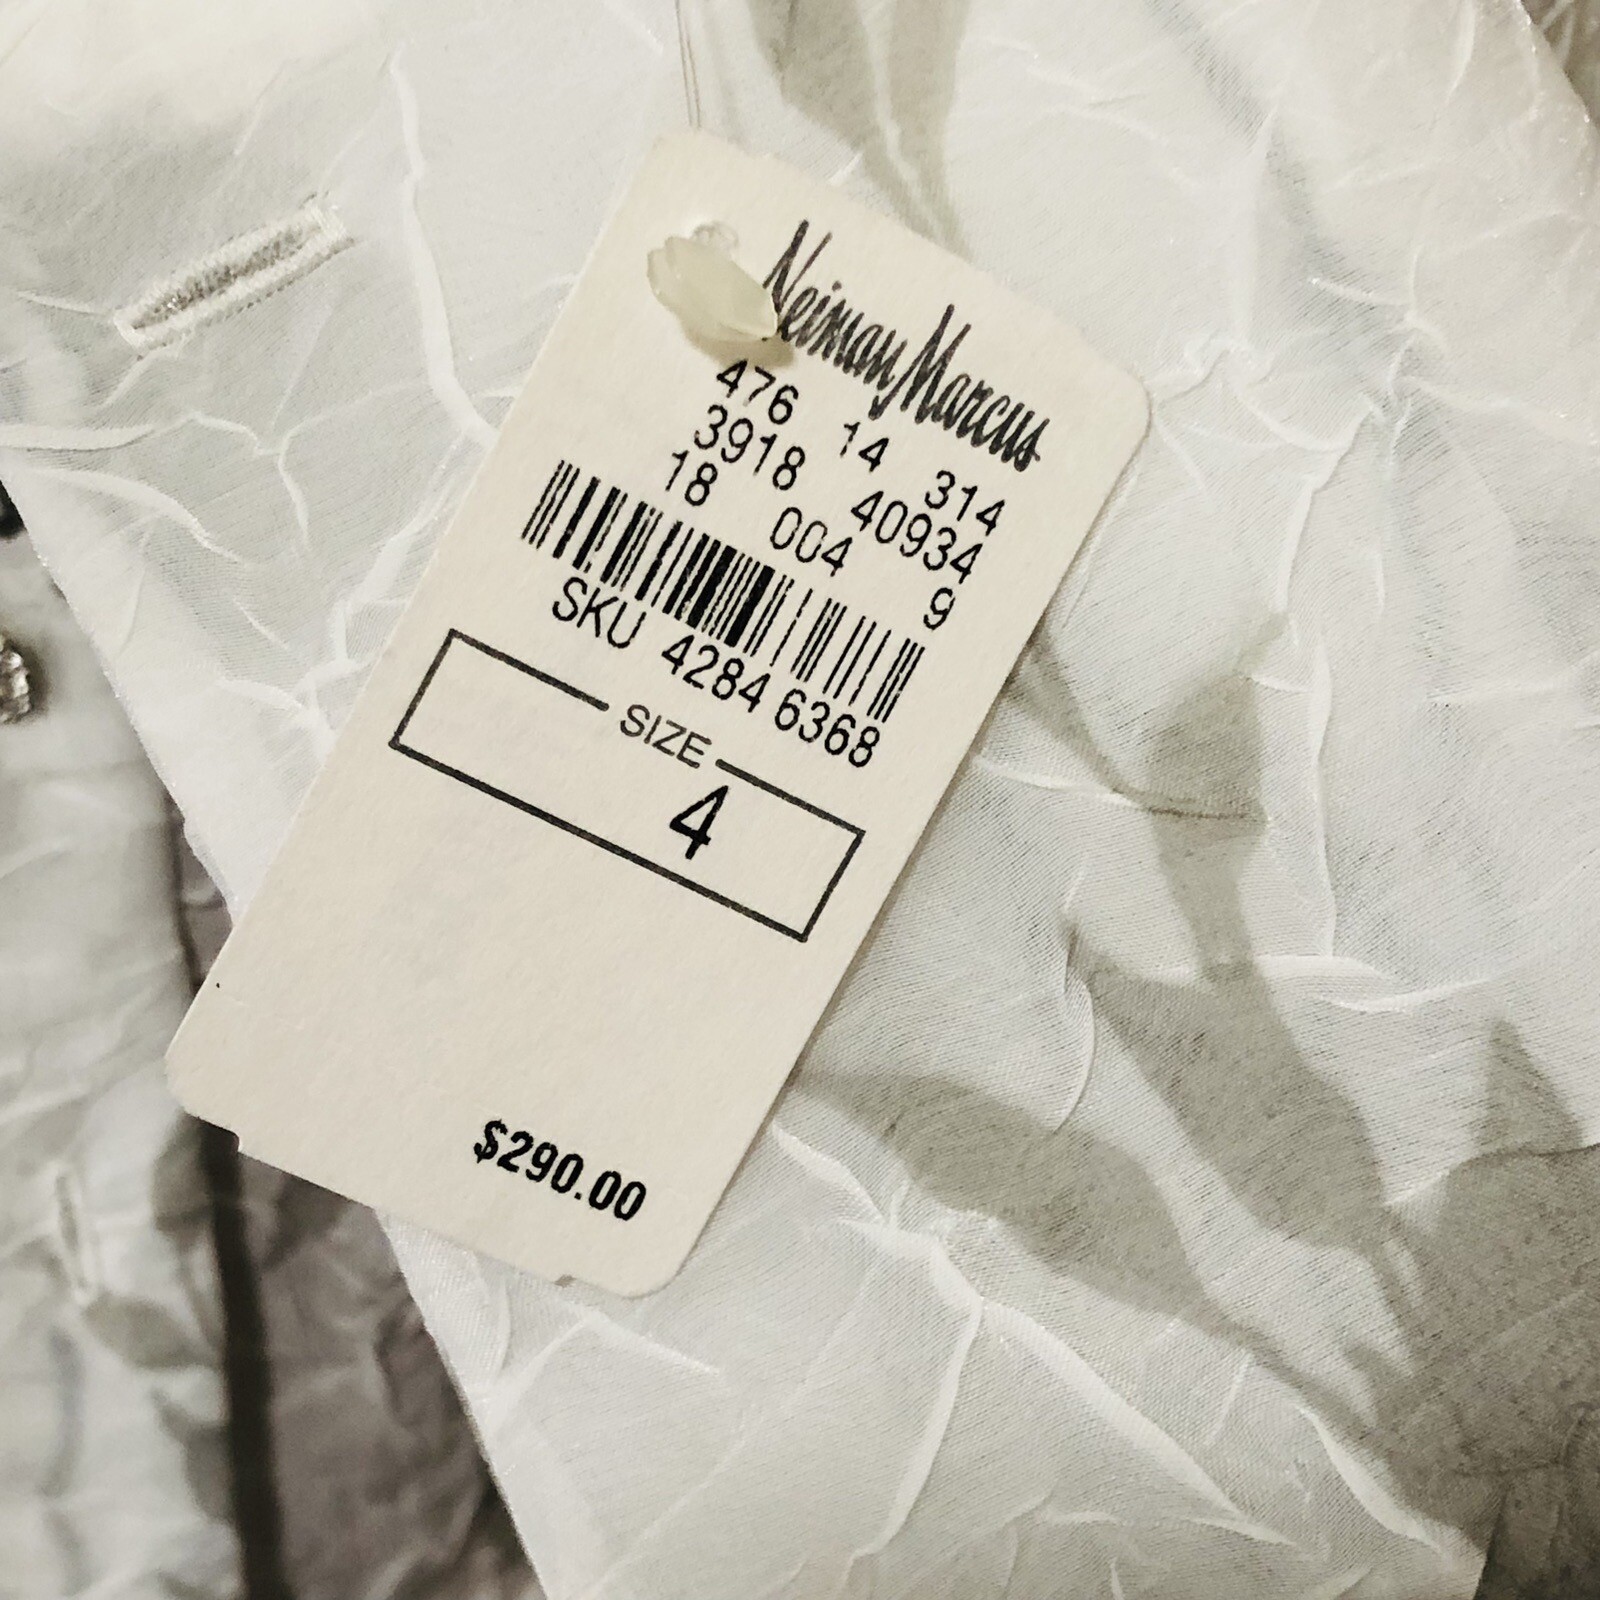 Neiman Marcus
476 14 314
3918 40934
18 004 9
SKU 4284 6368
SIZE
4
$290.00